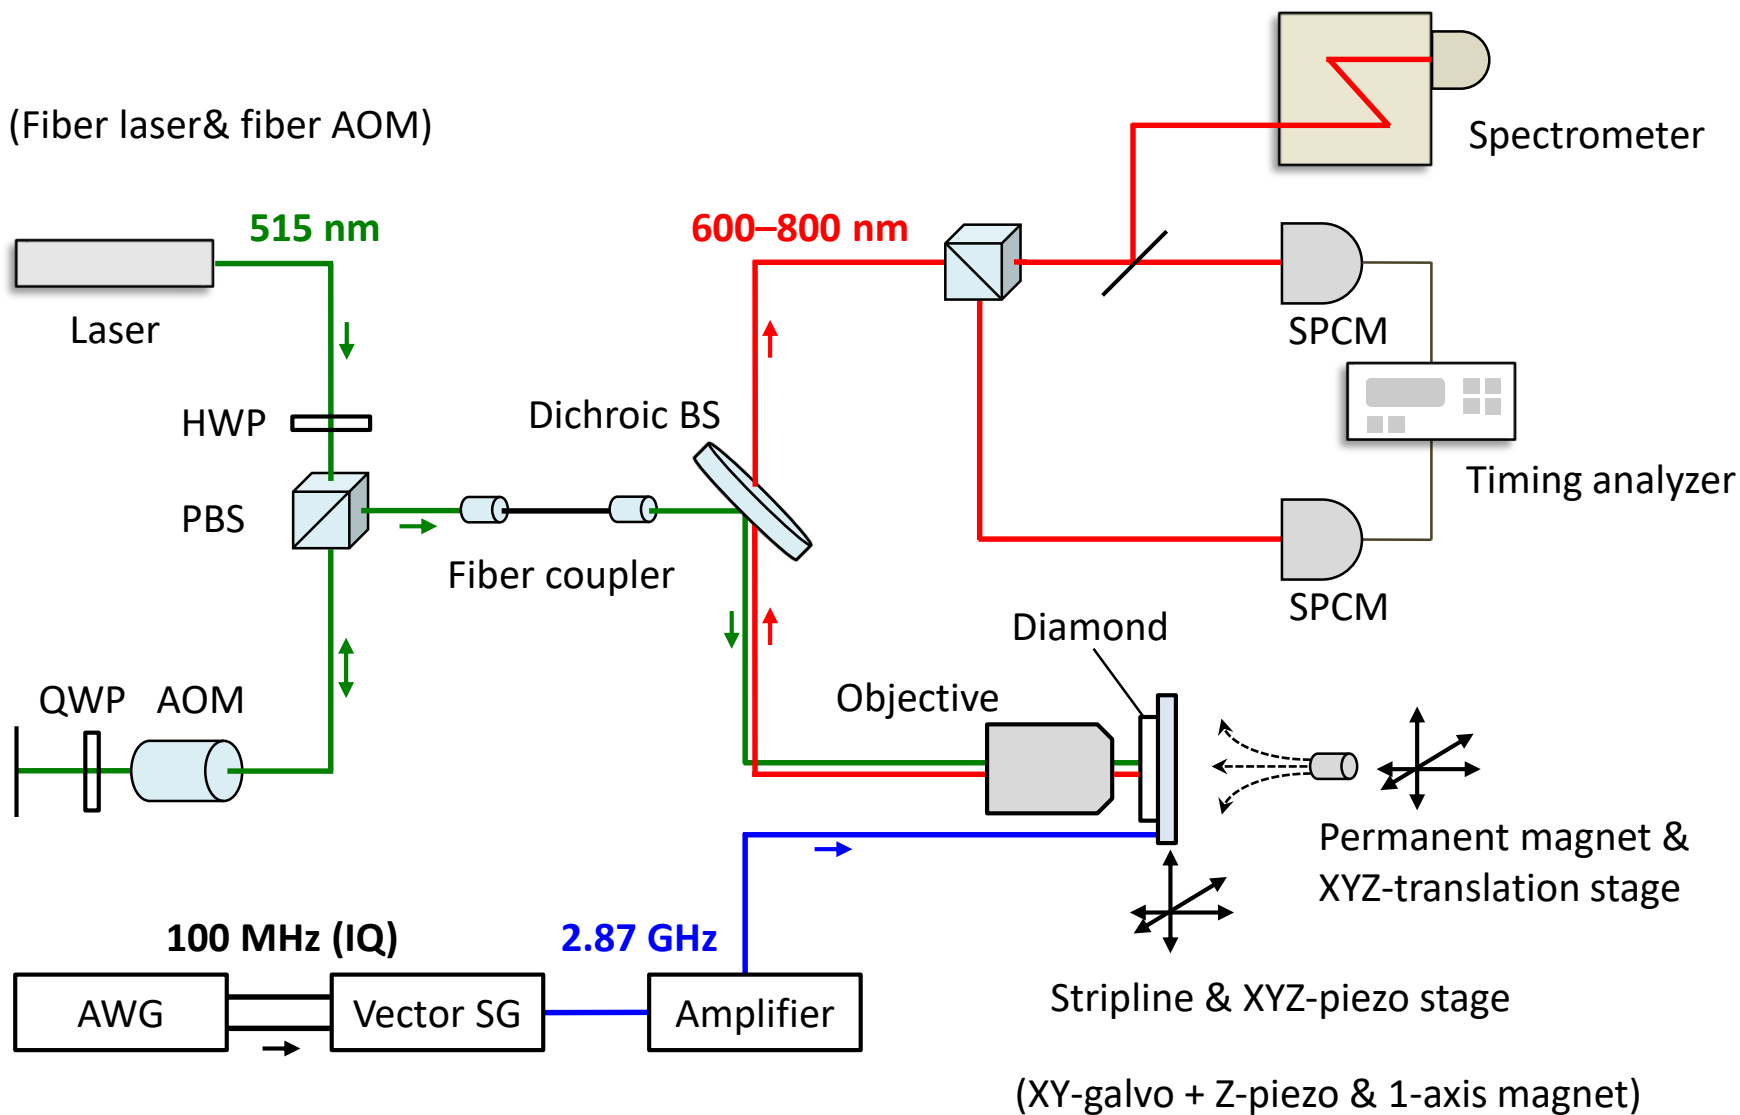 (Fiber laser& fiber AOM)
Spectrometer
515 nm
600–800 nm
Laser
SPCM
HWP
Dichroic BS
Timing analyzer
PBS
Fiber coupler
SPCM
Diamond
QWP
AOM
Objective
Permanent magnet &
XYZ-translation stage
100 MHz (IQ)
2.87 GHz
AWG
Vector SG
Amplifier
Stripline & XYZ-piezo stage
(XY-galvo + Z-piezo & 1-axis magnet)